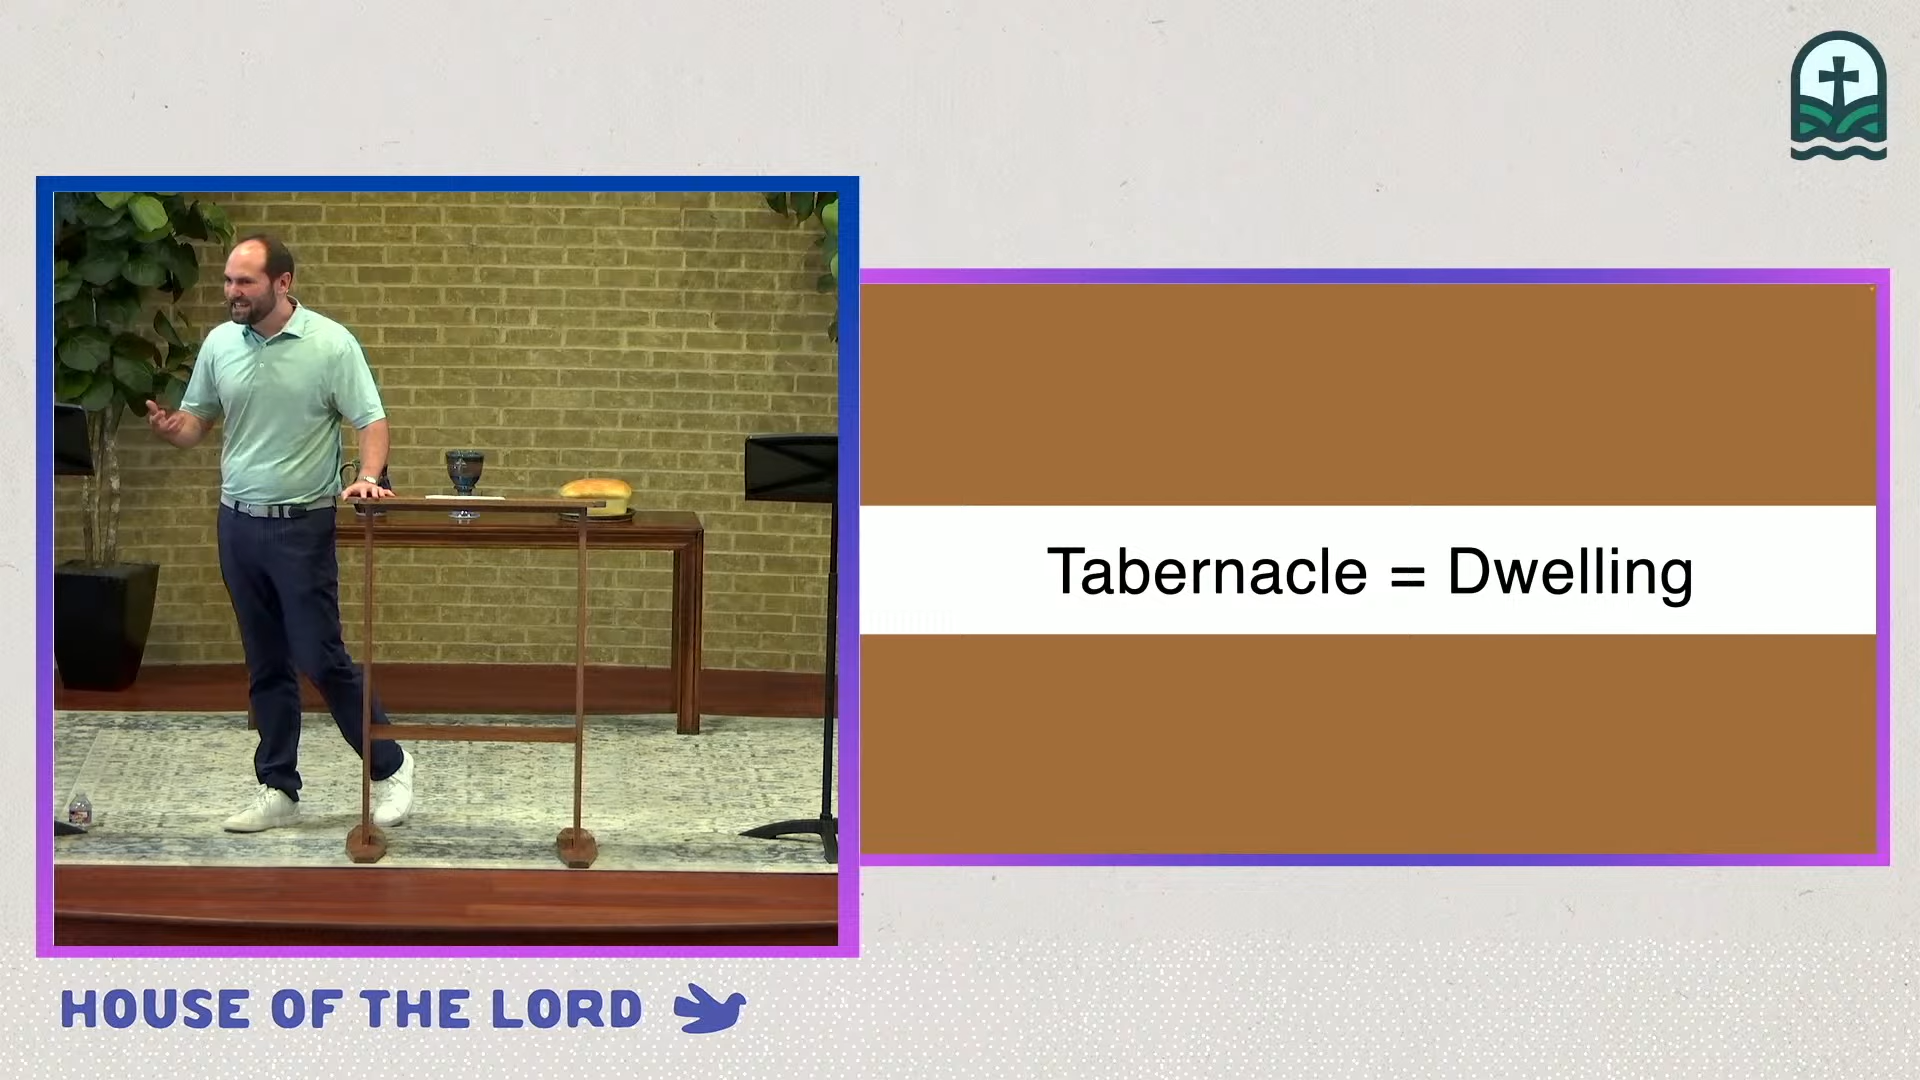 Tabernacle = Dwelling
HOUSE OF THE LORD